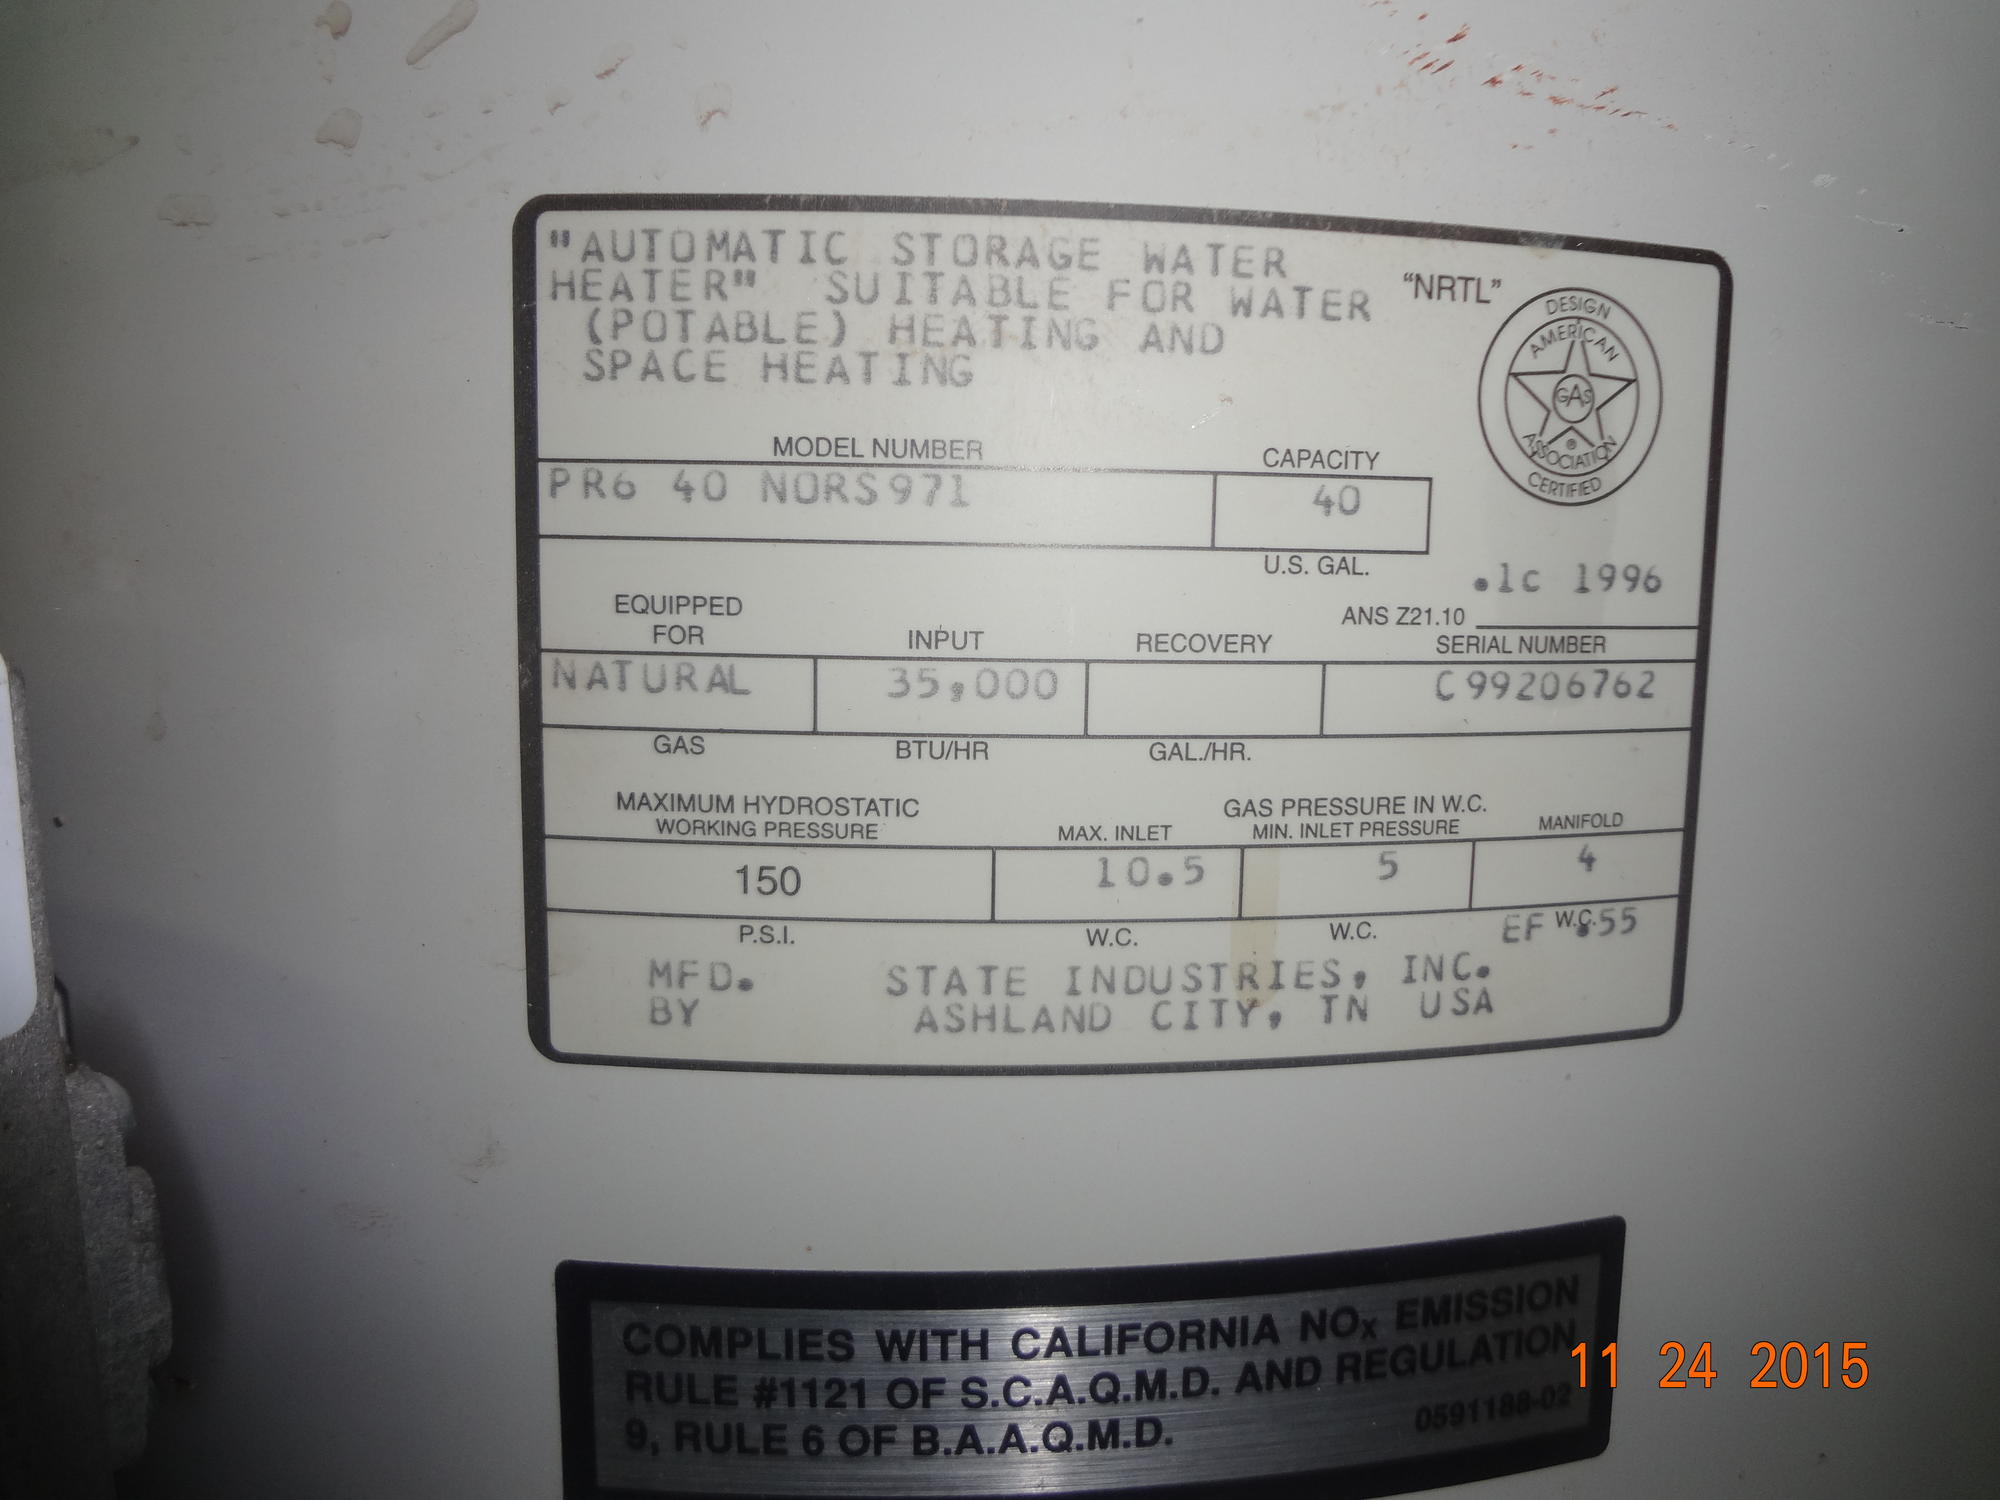 "AUTOMATIC STORAGE WATER
HEATER" SUITABLE FOR WATER
(POTABLE) HEATING AND
SPACE HEATING
"NRTL"
DESIGN
AMERICAN
GAS
®
ASSOCIATION
CERTIFIED
MODEL NUMBER CAPACITY
PR6 40 NORS971 40
U.S. GAL.
.1c 1996
ANS Z21.10
EQUIPPED
FOR INPUT RECOVERY SERIAL NUMBER
NATURAL 35,000 C99206762
GAS BTU/HR GAL./HR.
MAXIMUM HYDROSTATIC GAS PRESSURE IN W.C.
WORKING PRESSURE MAX. INLET MIN. INLET PRESSURE MANIFOLD
150 10.5 5 4
P.S.I. W.C. W.C. W.C.
EF .55
MFD. STATE INDUSTRIES, INC.
BY ASHLAND CITY, TN USA
COMPLIES WITH CALIFORNIA NOx EMISSION
RULE #1121 OF S.C.A.Q.M.D. AND REGULATION
9, RULE 6 OF B.A.A.Q.M.D. 0591188-02
11 24 2015